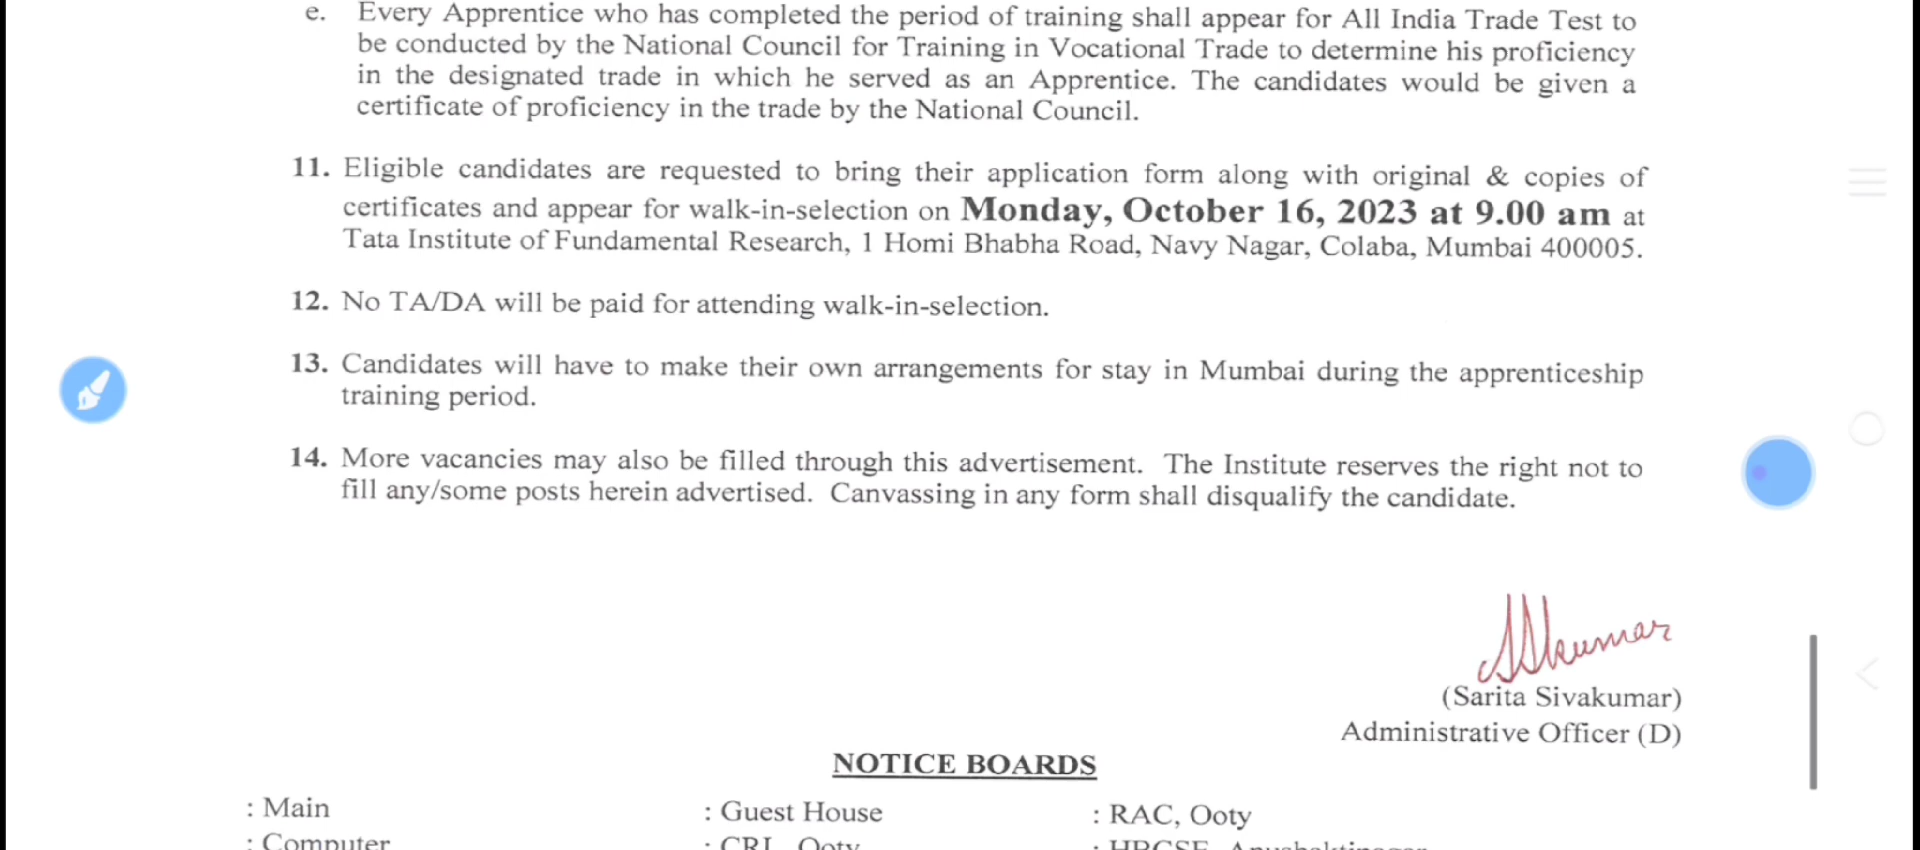 e. Every Apprentice who has completed the period of training shall appear for All India Trade Test to
be conducted by the National Council for Training in Vocational Trade to determine his proficiency
in the designated trade in which he served as an Apprentice. The candidates would be given a
certificate of proficiency in the trade by the National Council.
11. Eligible candidates are requested to bring their application form along with original & copies of
certificates and appear for walk-in-selection on Monday, October 16, 2023 at 9.00 am at
Tata Institute of Fundamental Research, 1 Homi Bhabha Road, Navy Nagar, Colaba, Mumbai 400005.
12. No TA/DA will be paid for attending walk-in-selection.
13. Candidates will have to make their own arrangements for stay in Mumbai during the apprenticeship
training period.
14. More vacancies may also be filled through this advertisement. The Institute reserves the right not to
fill any/some posts herein advertised. Canvassing in any form shall disqualify the candidate.
(Sarita Sivakumar)
Administrative Officer (D)
NOTICE BOARDS
: Main : Guest House : RAC, Ooty
: Computer : CRL, Ooty : HBCSE,